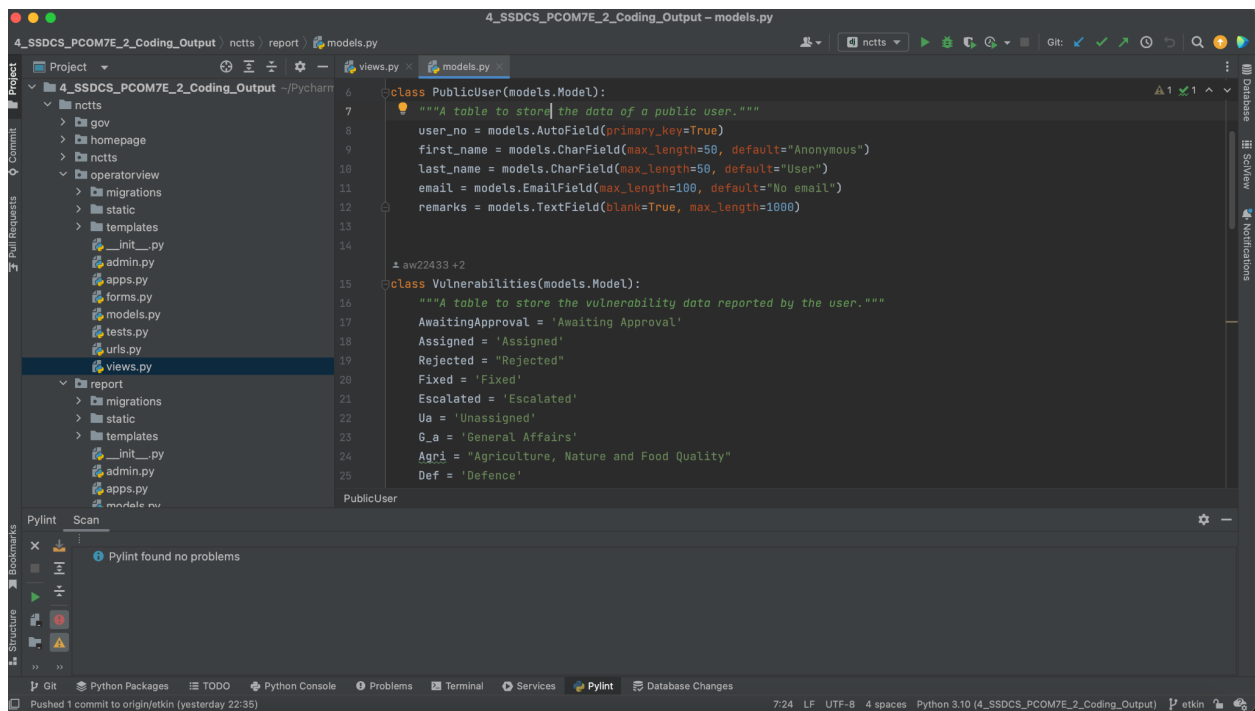 4_SSDCS_PCOM7E_2_Coding_Output – models.py
4_SSDCS_PCOM7E_2_Coding_Output › nctts › report › models.py
nctts
Git:
Project
views.py
models.py
4_SSDCS_PCOM7E_2_Coding_Output ~/Pycharm
nctts
gov
homepage
nctts
operatorview
migrations
static
templates
__init__.py
admin.py
apps.py
forms.py
models.py
tests.py
urls.py
views.py
report
migrations
static
templates
__init__.py
admin.py
apps.py
models.py
1 1
6 class PublicUser(models.Model):
7 """A table to store the data of a public user."""
8 user_no = models.AutoField(primary_key=True)
9 first_name = models.CharField(max_length=50, default="Anonymous")
10 last_name = models.CharField(max_length=50, default="User")
11 email = models.EmailField(max_length=100, default="No email")
12 remarks = models.TextField(blank=True, max_length=1000)
13
14
aw22433 +2
15 class Vulnerabilities(models.Model):
16 """A table to store the vulnerability data reported by the user."""
17 AwaitingApproval = 'Awaiting Approval'
18 Assigned = 'Assigned'
19 Rejected = "Rejected"
20 Fixed = 'Fixed'
21 Escalated = 'Escalated'
22 Ua = 'Unassigned'
23 G_a = 'General Affairs'
24 Agri = "Agriculture, Nature and Food Quality"
25 Def = 'Defence'
PublicUser
Project
Commit
Pull Requests
Bookmarks
Structure
Database
SciView
Notifications
Pylint Scan
Pylint found no problems
Git Python Packages TODO Python Console Problems Terminal Services Pylint Database Changes
Pushed 1 commit to origin/etkin (yesterday 22:35)
7:24 LF UTF-8 4 spaces Python 3.10 (4_SSDCS_PCOM7E_2_Coding_Output) etkin